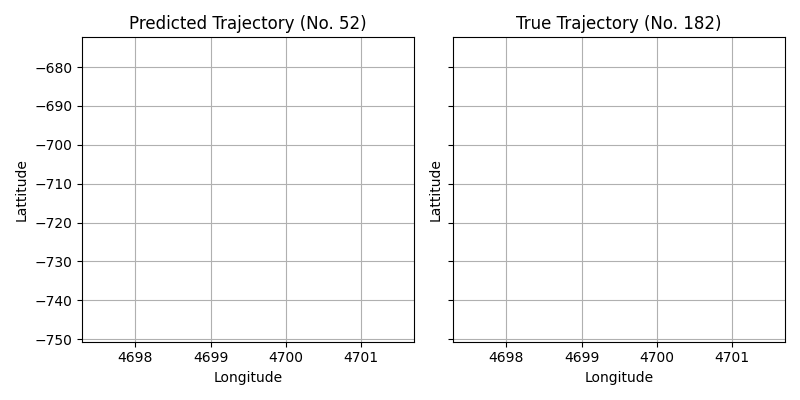 Predicted Trajectory (No. 52)
True Trajectory (No. 182)
Lattitude
−680
−690
−700
−710
−720
−730
−740
−750
4698 4699 4700 4701
Longitude
Lattitude
4698 4699 4700 4701
Longitude